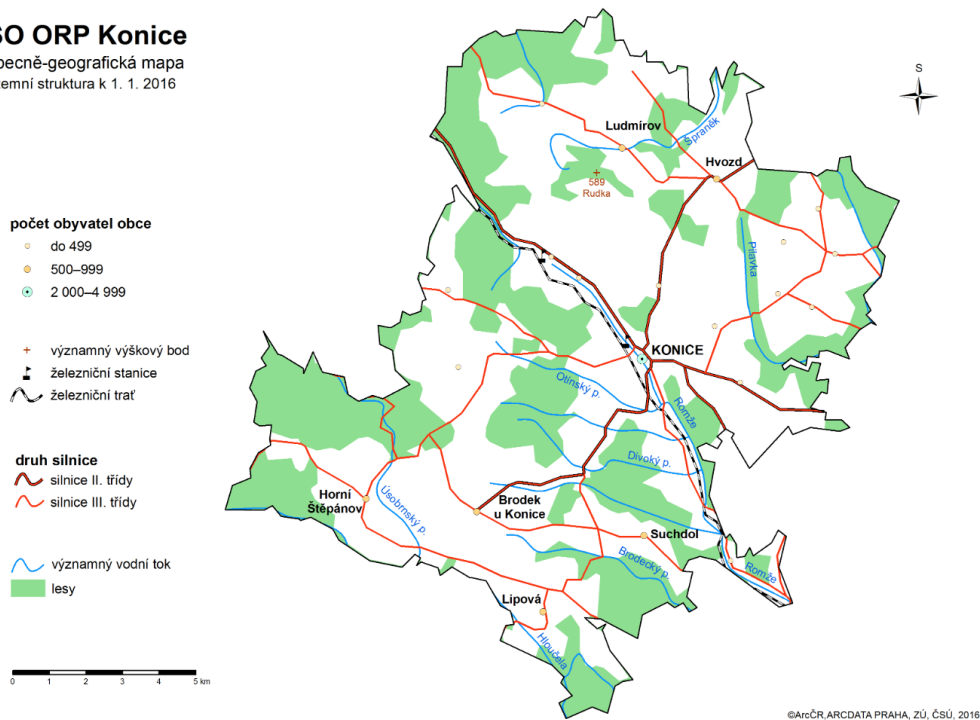 SO ORP Konice
becně-geografická mapa
zemní struktura k 1. 1. 2016
S
Ludmírov
Špraněk
Hvozd
589
Rudka
Pilavka
počet obyvatel obce
do 499
500–999
2 000–4 999
významný výškový bod
železniční stanice
železniční trať
KONICE
Otínský p.
Romže
druh silnice
silnice II. třídy
silnice III. třídy
Divoký p.
Horní
Štěpánov
Úsobrnský p.
Brodek
u Konice
Suchdol
Brodecký p.
Romže
významný vodní tok
lesy
Lipová
Hloučela
0 1 2 3 4 5 km
©ArcČR,ARCDATA PRAHA, ZÚ, ČSÚ, 2016